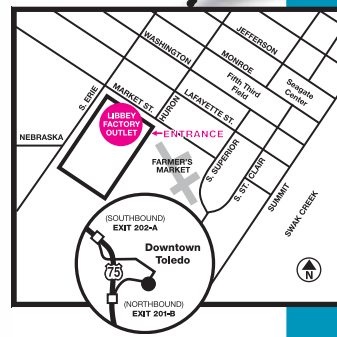 JEFFERSON
WASHINGTON
MONROE
Fifth Third
Field
Seagate
Center
S. ERIE
MARKET ST.
HURON
LAFAYETTE ST.
LIBBEY
FACTORY
OUTLET
NEBRASKA
ENTRANCE
FARMER'S
MARKET
S. SUPERIOR
S. ST. CLAIR
SUMMIT
SWAK CREEK
(SOUTHBOUND)
EXIT 202-A
Downtown
Toledo
75
(NORTHBOUND)
EXIT 201-B
N